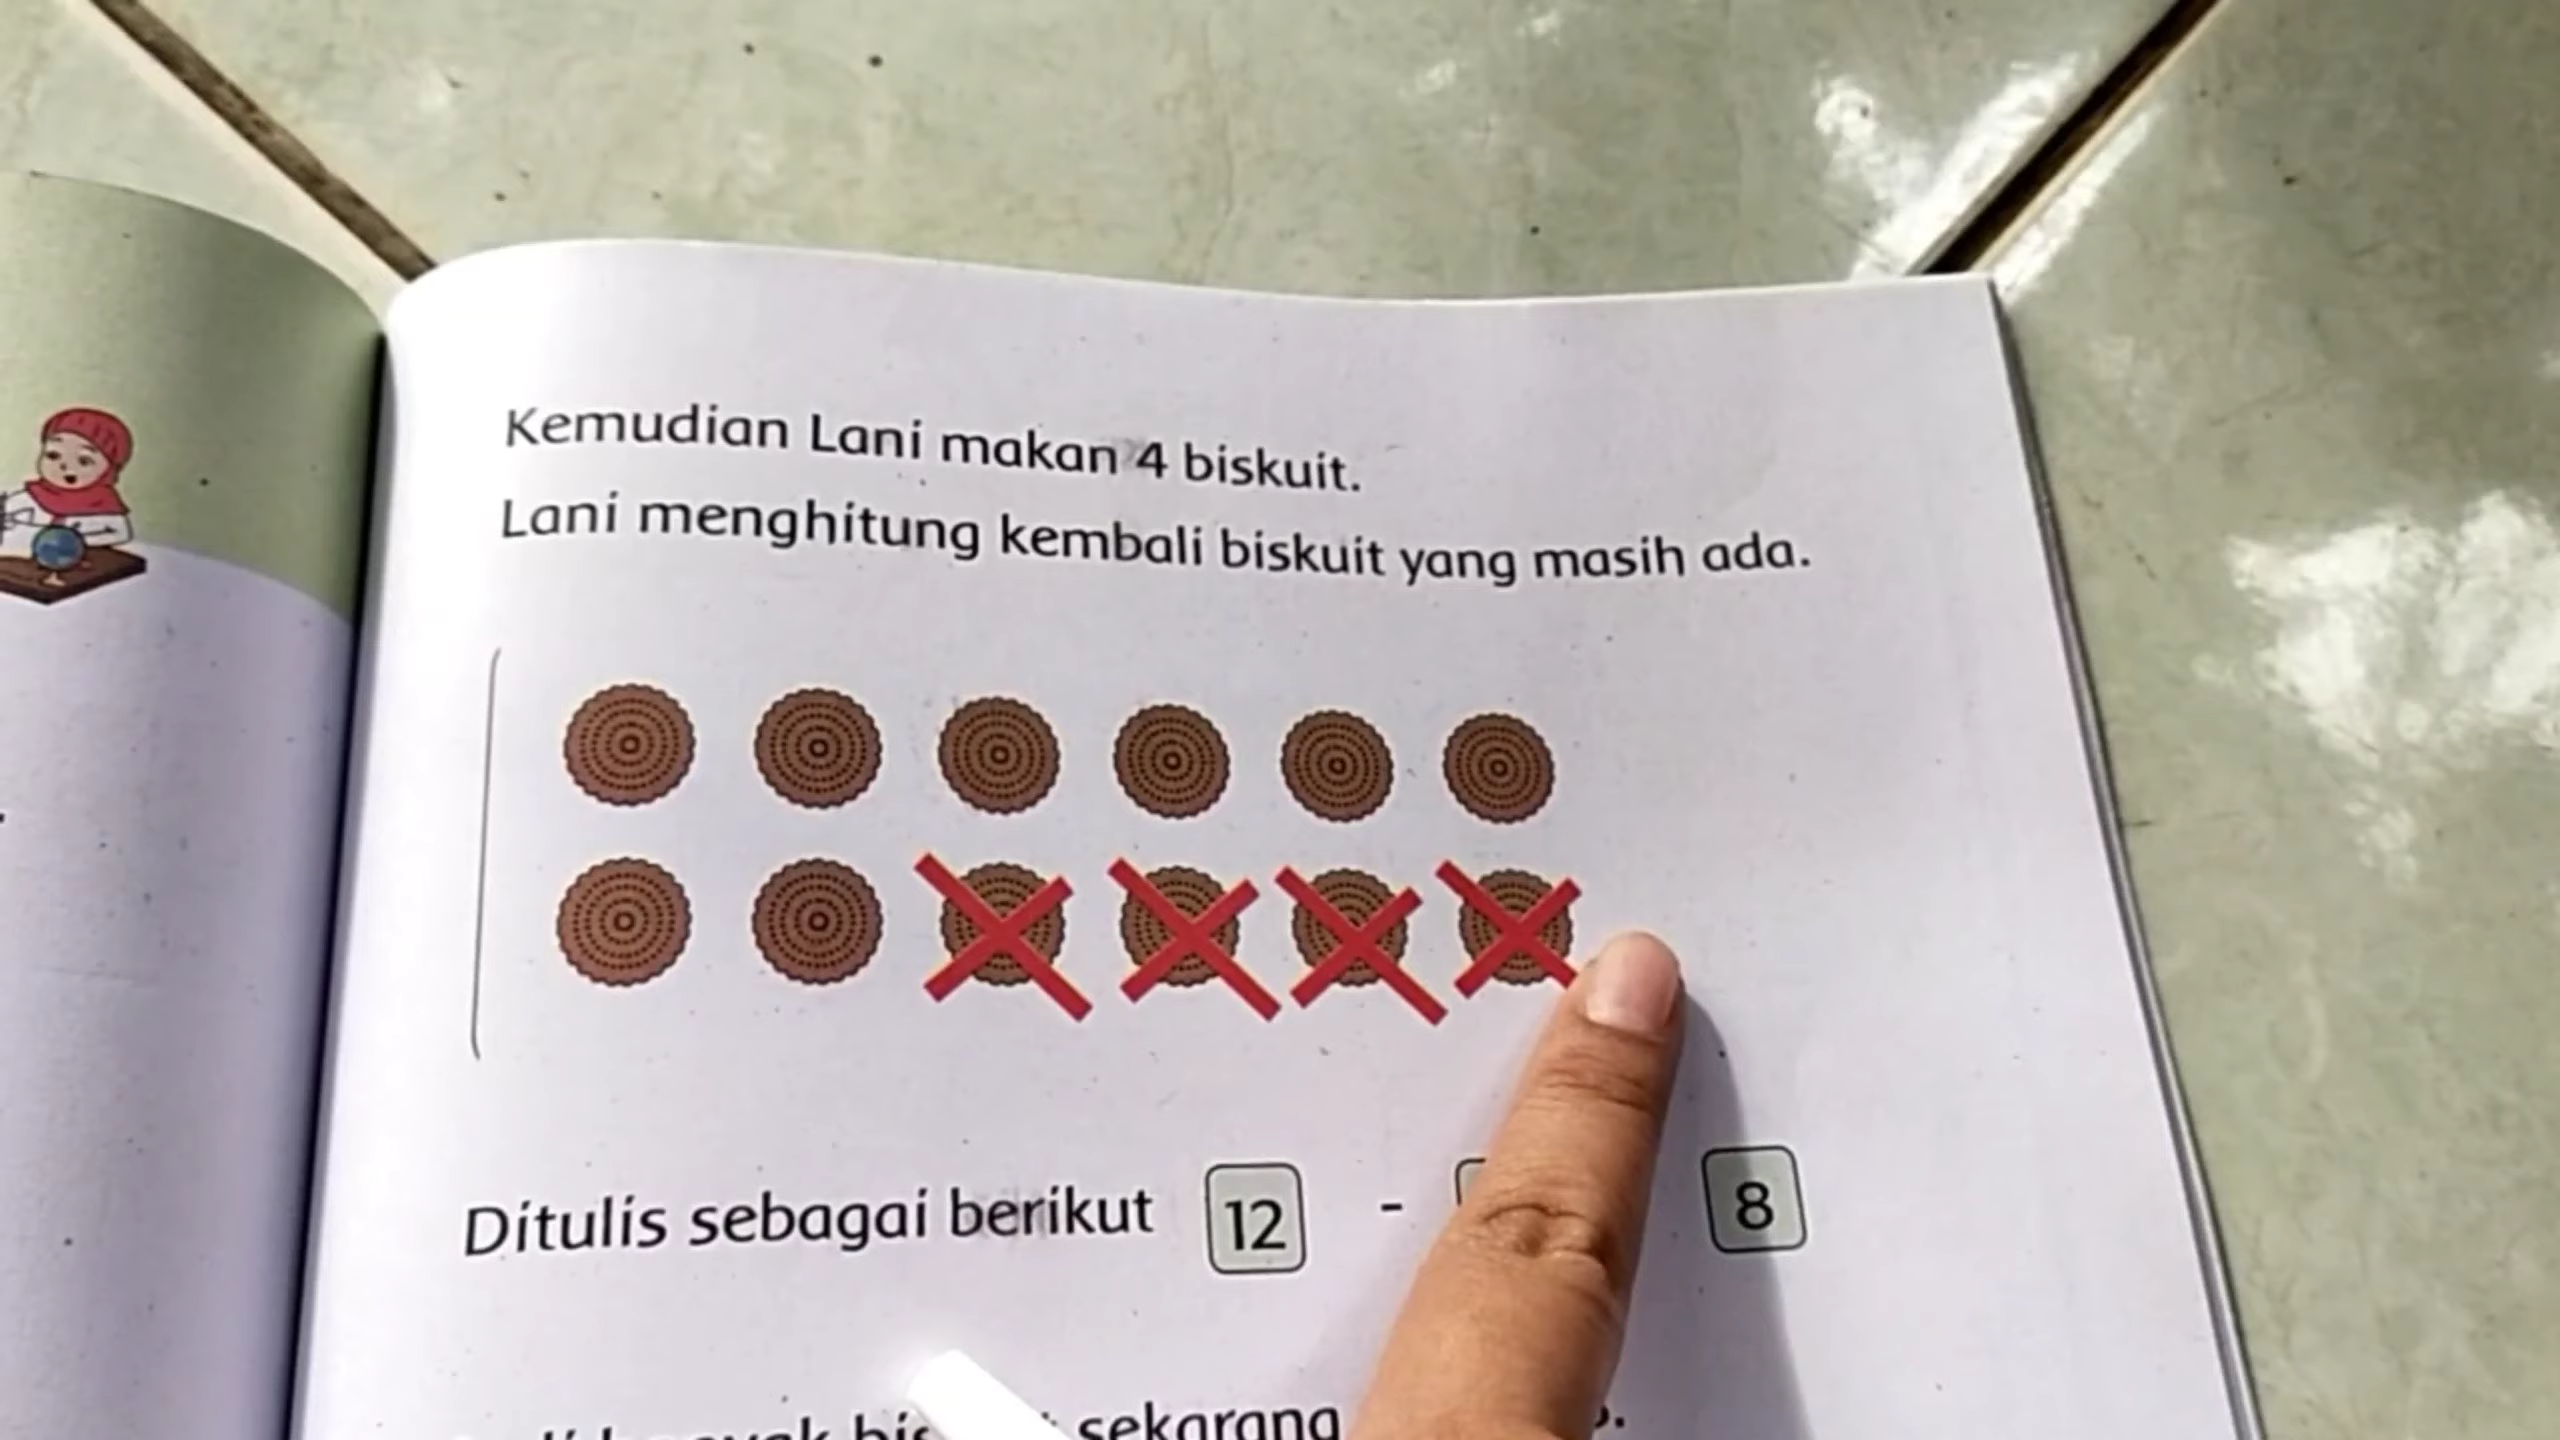 Kemudian Lani makan 4 biskuit.
Lani menghitung kembali biskuit yang masih ada.
Ditulis sebagai berikut 12 - 8
sekarang